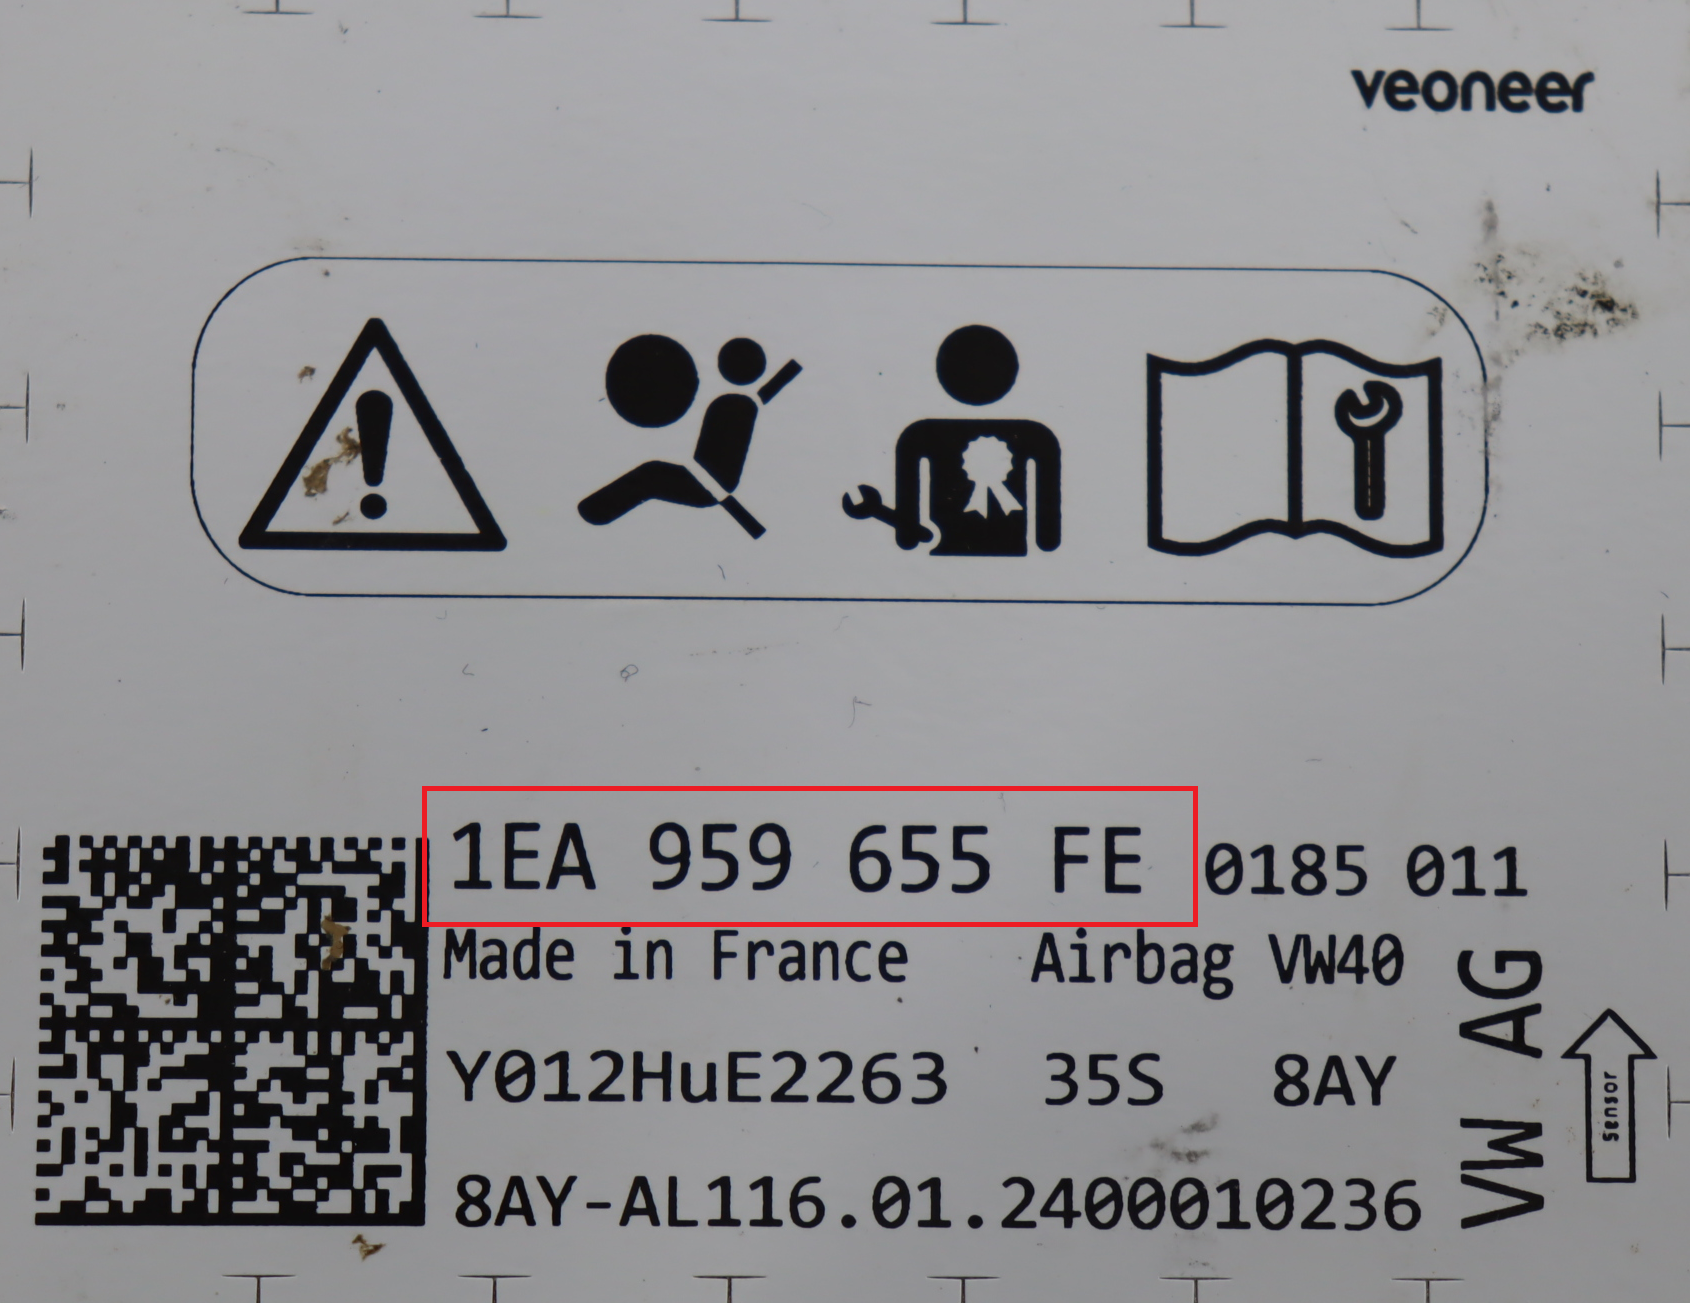 veoneer
1EA 959 655 FE 0185 011
Made in France Airbag VW40
Y012HuE2263 35S 8AY
8AY-AL116.01.2400010236
VW AG
Sensor